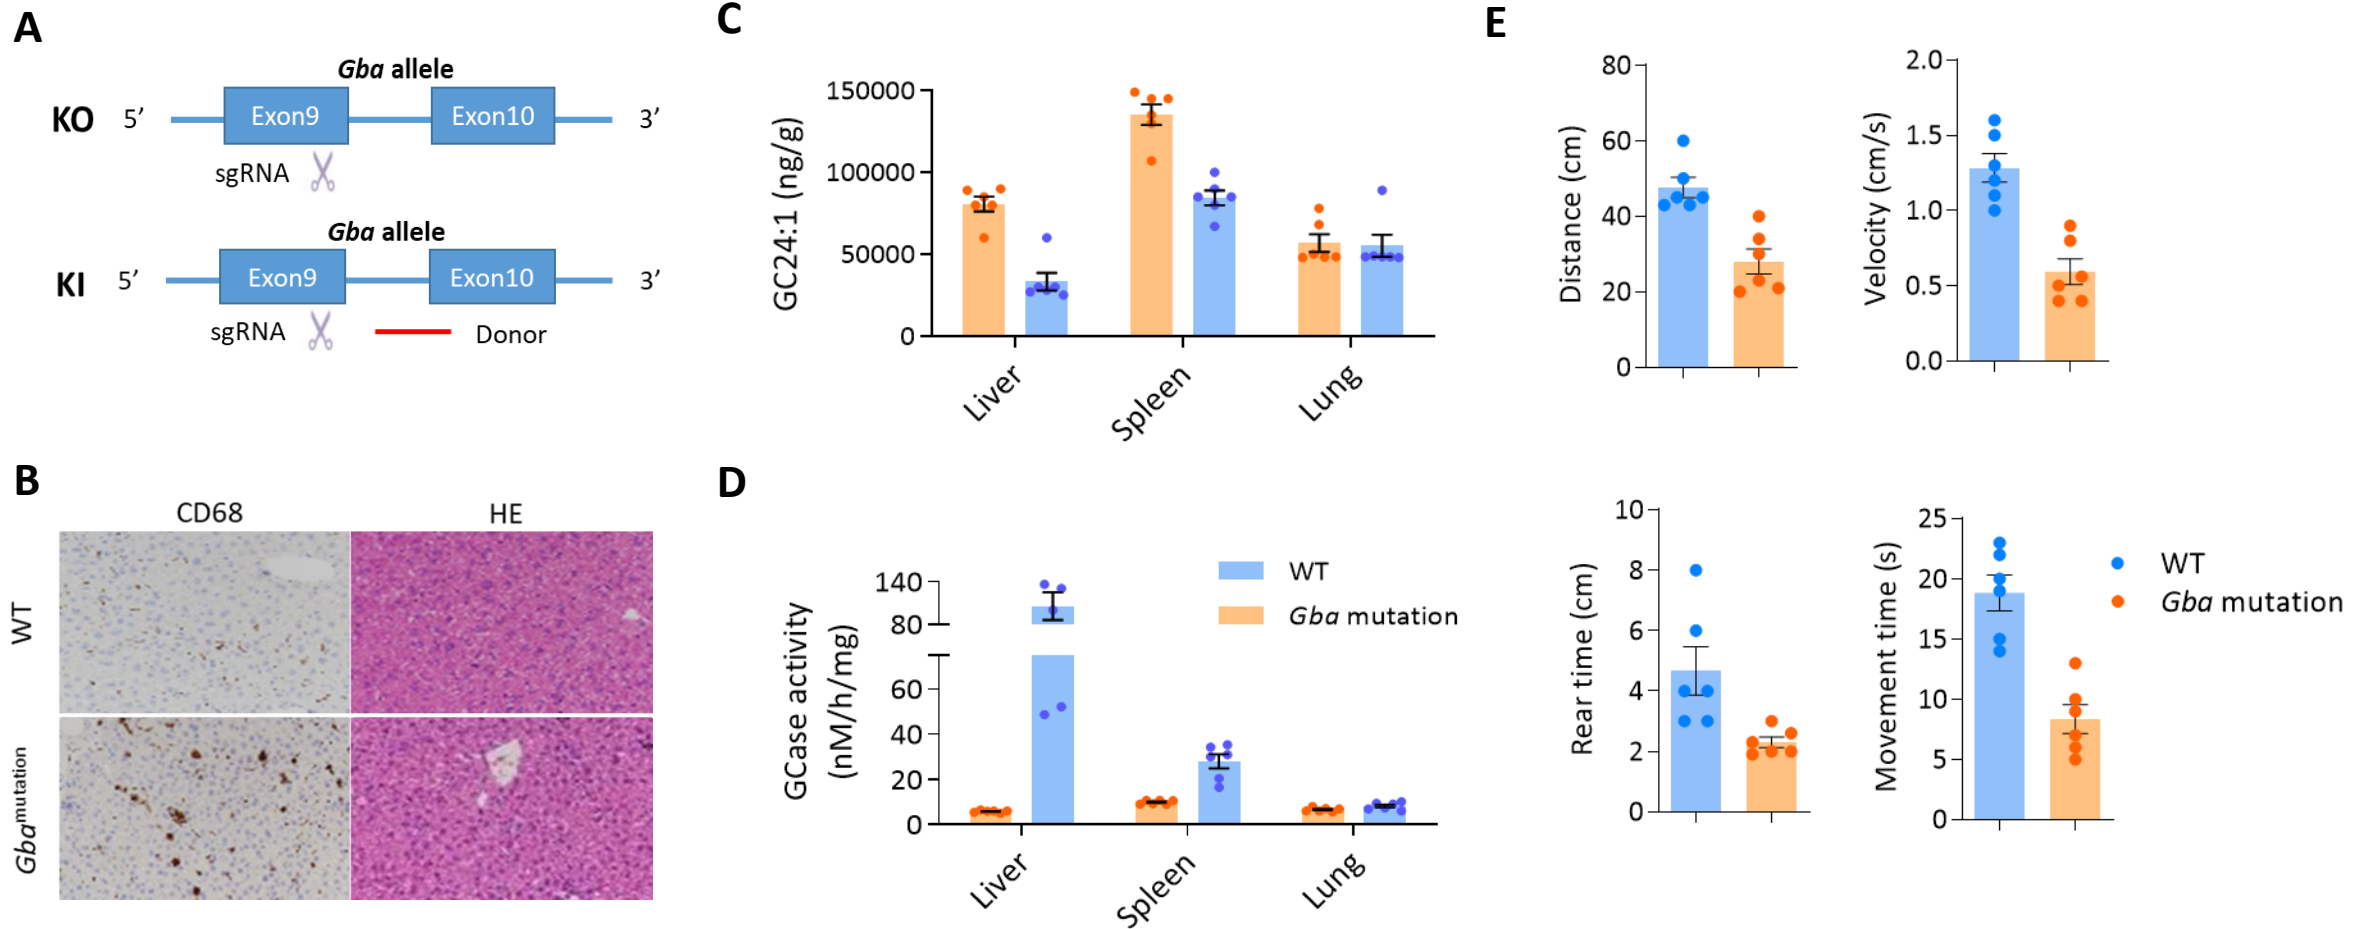 A
Gba allele
KO 5’ Exon9 Exon10 3’
sgRNA
Gba allele
KI 5’ Exon9 Exon10 3’
sgRNA Donor
B
CD68 HE
WT
Gba mutation
C
GC24:1 (ng/g)
150000
100000
50000
0
Liver Spleen Lung
D
GCase activity
(nM/h/mg)
140
80
60
40
20
0
Liver Spleen Lung
WT
Gba mutation
E
Distance (cm)
80
60
40
20
0
Velocity (cm/s)
2.0
1.5
1.0
0.5
0.0
Rear time (cm)
10
8
6
4
2
0
Movement time (s)
25
20
15
10
5
0
WT
Gba mutation